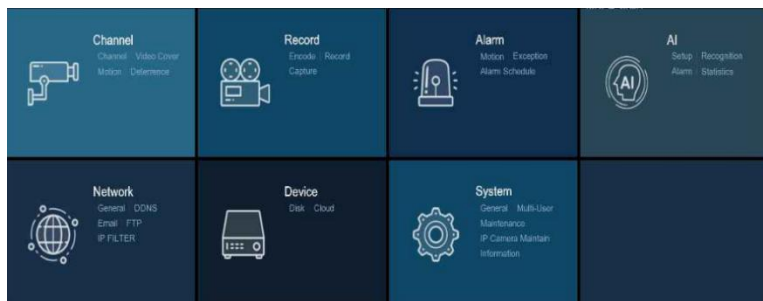 Channel
Channel Video Cover
Motion Deterrence
Record
Encode Record
Capture
Alarm
Motion Exception
Alarm Schedule
AI
Setup Recognition
Alarm Statistics
AI
Network
General DDNS
Email FTP
IP FILTER
Device
Disk Cloud
System
General Multi-User
Maintenance
IP Camera Maintain
Information